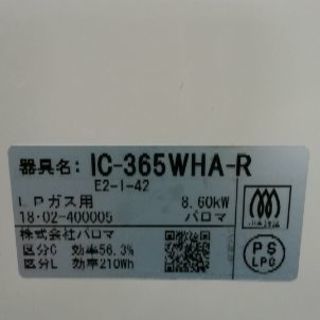 器具名: IC-365WHA-R
E2-1-42
LPガス用 8.60kW
18・02-400005 パロマ
株式会社パロマ
区分C 効率56.3%
区分L 効率210Wh
PS
LPG